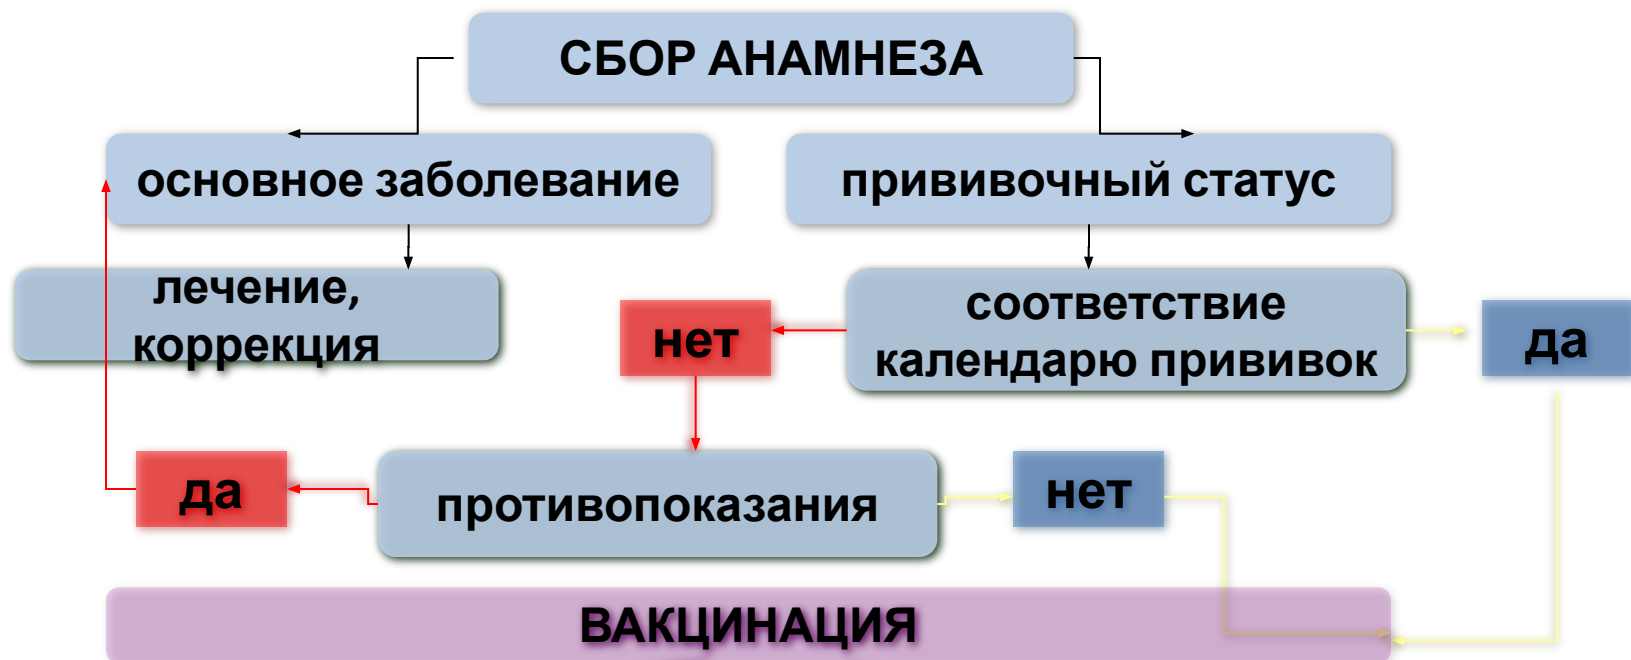 СБОР АНАМНЕЗА
основное заболевание
прививочный статус
лечение,
коррекция
нет
соответствие
календарю прививок
да
да
противопоказания
нет
ВАКЦИНАЦИЯ